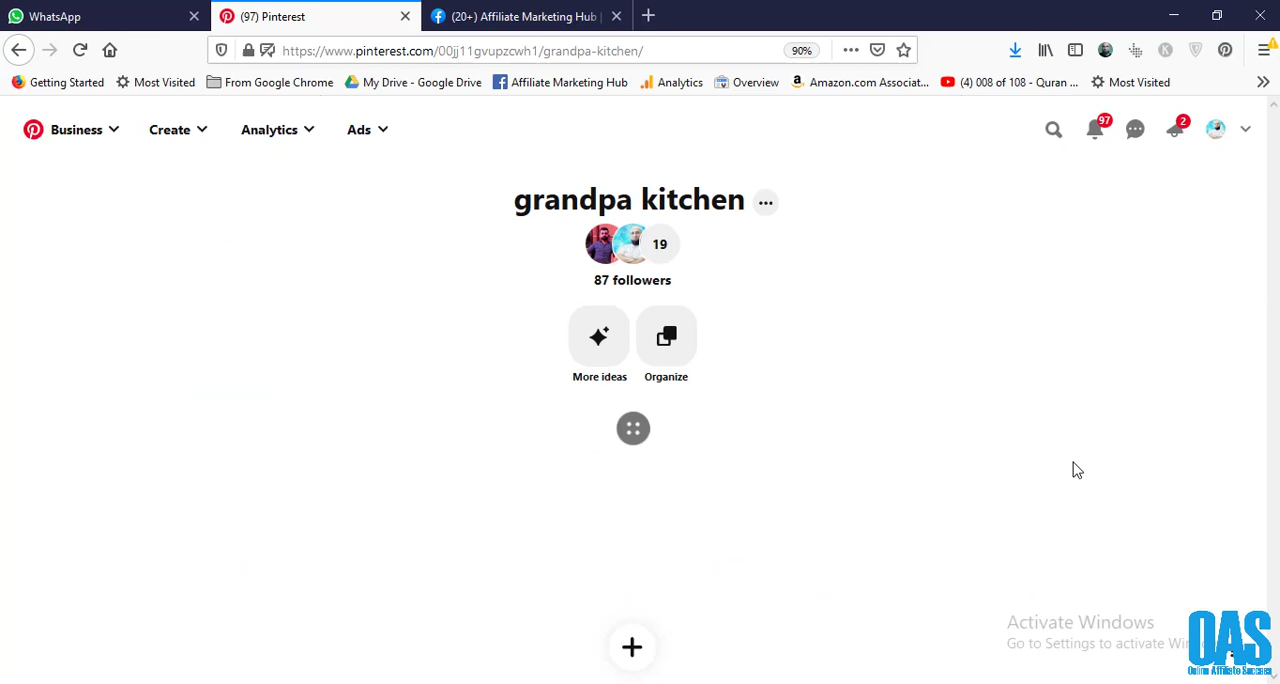 WhatsApp
(97) Pinterest
(20+) Affiliate Marketing Hub |
https://www.pinterest.com/00jj11gvupzcwh1/grandpa-kitchen/
90%
Getting Started
Most Visited
From Google Chrome
My Drive - Google Drive
Affiliate Marketing Hub
Analytics
Overview
Amazon.com Associat...
(4) 008 of 108 - Quran ...
Most Visited
Business
Create
Analytics
Ads
97
2
grandpa kitchen
19
87 followers
More ideas
Organize
Activate Windows
Go to Settings to activate
OAS
Online Affiliate Success